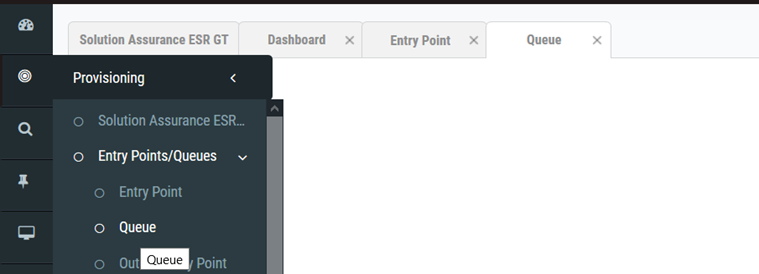 Solution Assurance ESR GT
Dashboard
Entry Point
Queue
Provisioning
Solution Assurance ESR...
Entry Points/Queues
Entry Point
Queue
Queue
Point